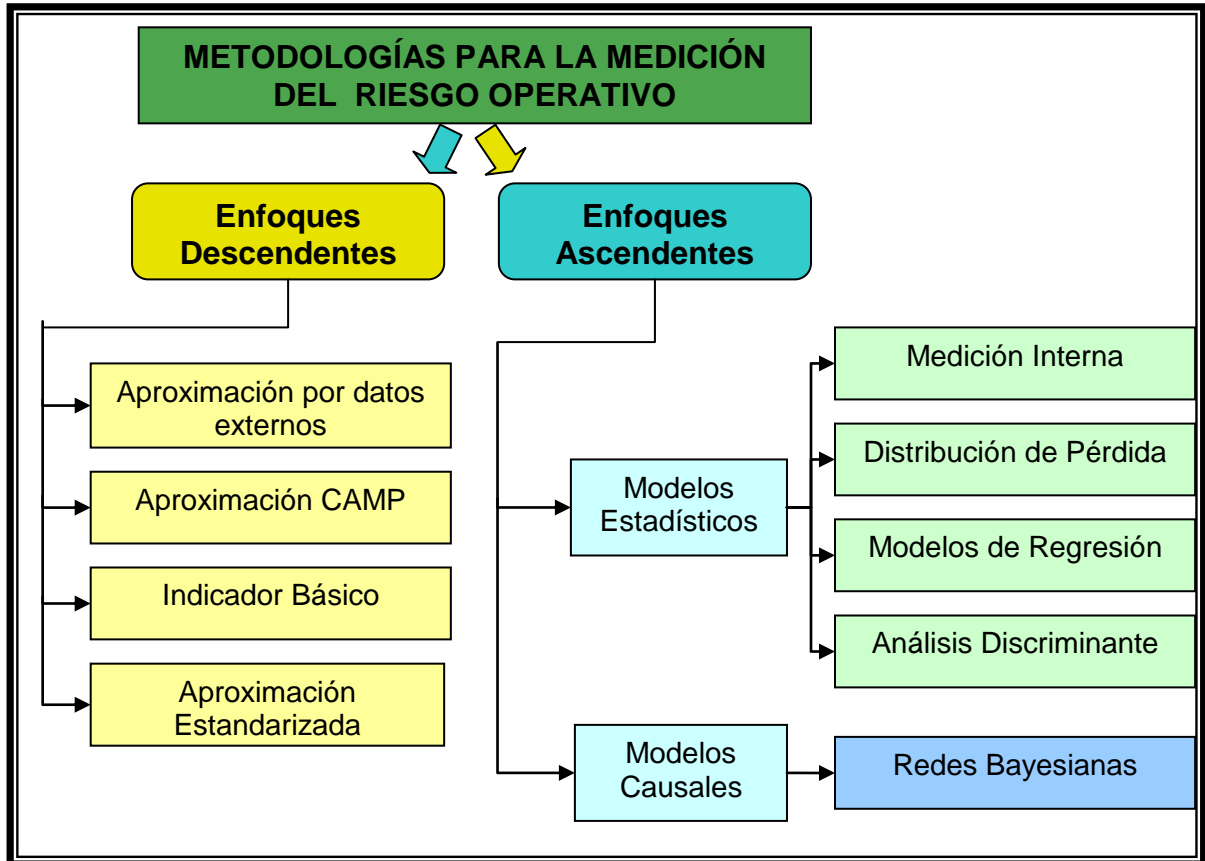 METODOLOGÍAS PARA LA MEDICIÓN
DEL RIESGO OPERATIVO
Enfoques
Descendentes
Enfoques
Ascendentes
Aproximación por datos
externos
Aproximación CAMP
Indicador Básico
Aproximación
Estandarizada
Modelos
Estadísticos
Medición Interna
Distribución de Pérdida
Modelos de Regresión
Análisis Discriminante
Modelos
Causales
Redes Bayesianas